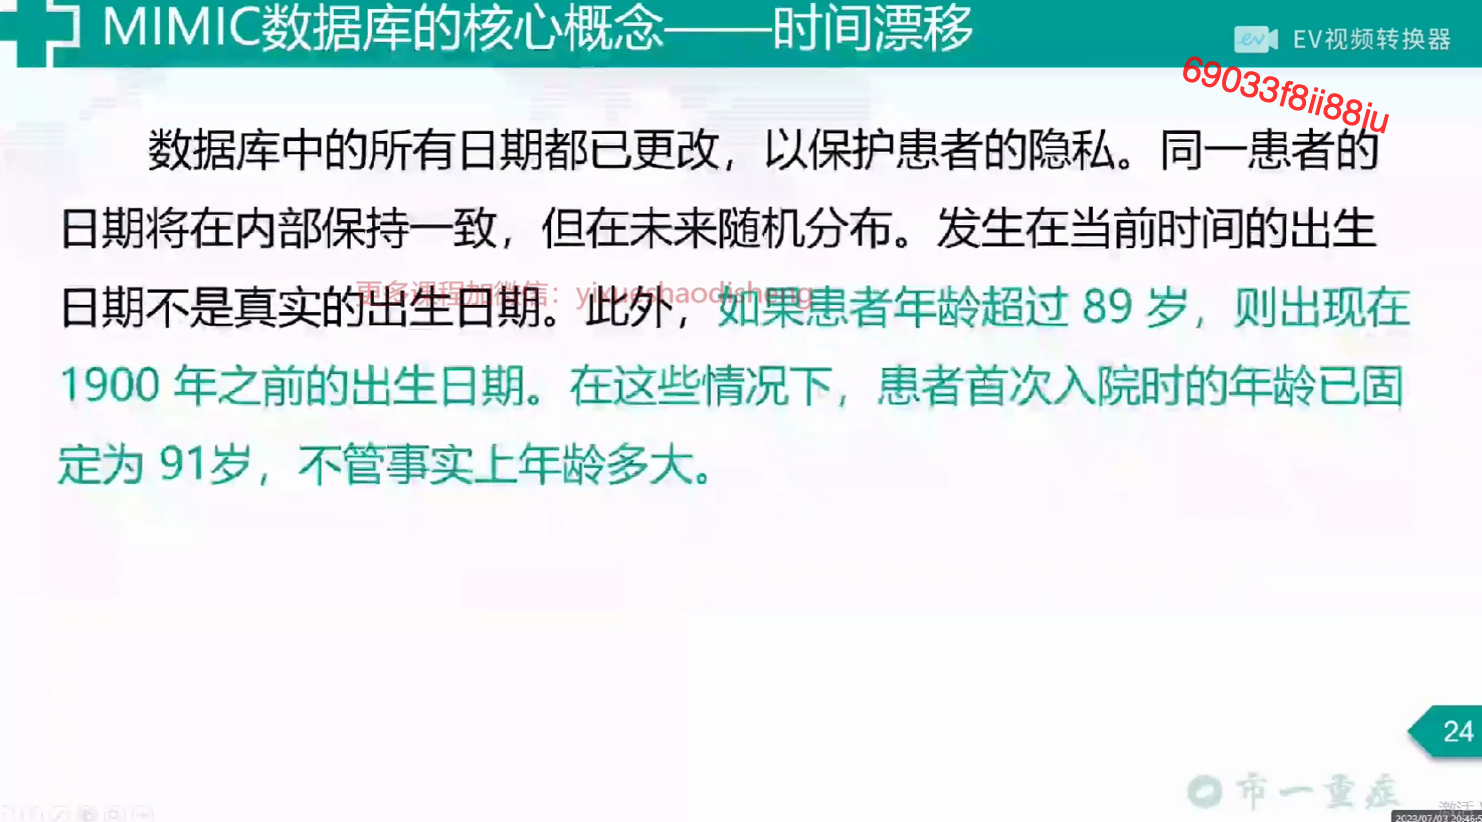 MIMIC数据库的核心概念——时间漂移
EV视频转换器
69033f8ii88iu
数据库中的所有日期都已更改，以保护患者的隐私。同一患者的
日期将在内部保持一致，但在未来随机分布。发生在当前时间的出生
更多课程加微信：yixueshaodisheng
日期不是真实的出生日期。此外，如果患者年龄超过 89 岁，则出现在
1900 年之前的出生日期。在这些情况下，患者首次入院时的年龄已固
定为 91岁，不管事实上年龄多大。
24
市一重症
激活